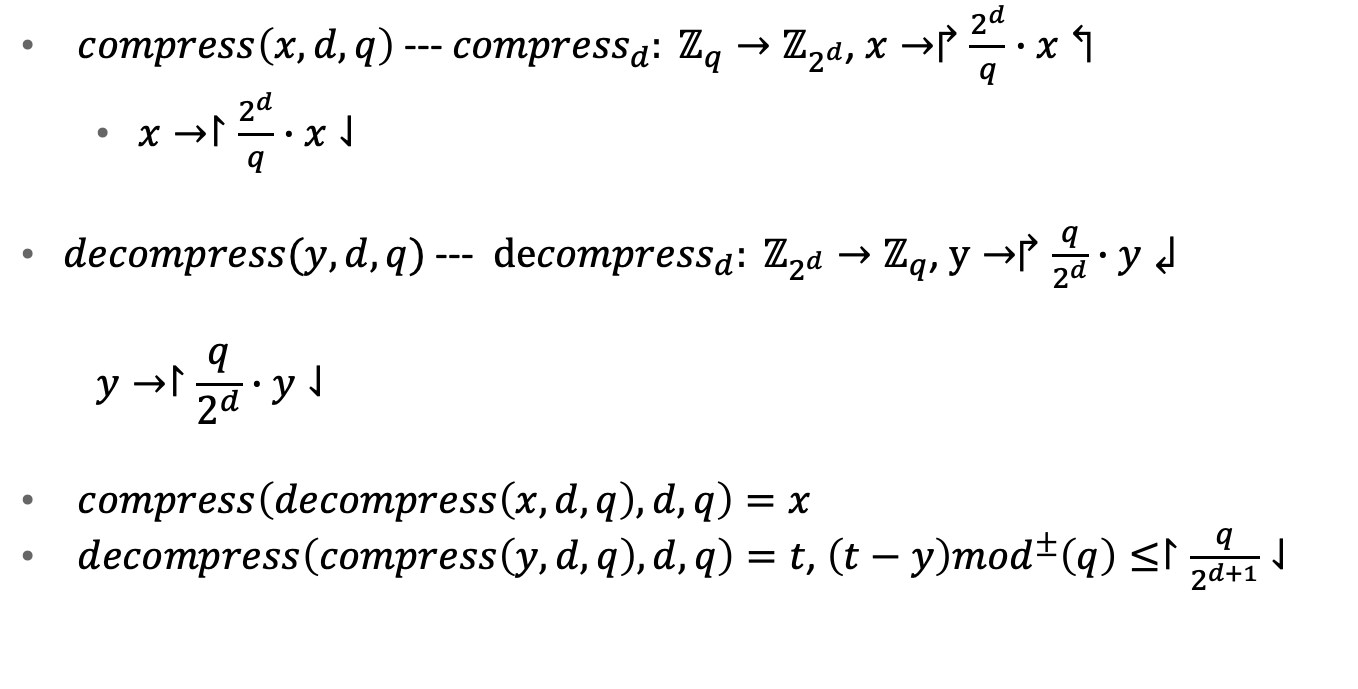 • compress(x, d, q) --- compress_d: ℤ_q → ℤ_{2^d}, x →↱ 2^d/q · x ↰
• x →↾ 2^d/q · x ⇃
• decompress(y, d, q) --- decompress_d: ℤ_{2^d} → ℤ_q, y →↱ q/2^d · y ↲
y →↾ q/2^d · y ⇃
• compress(decompress(x, d, q), d, q) = x
• decompress(compress(y, d, q), d, q) = t, (t − y)mod^±(q) ≤↾ q/2^{d+1} ⇃